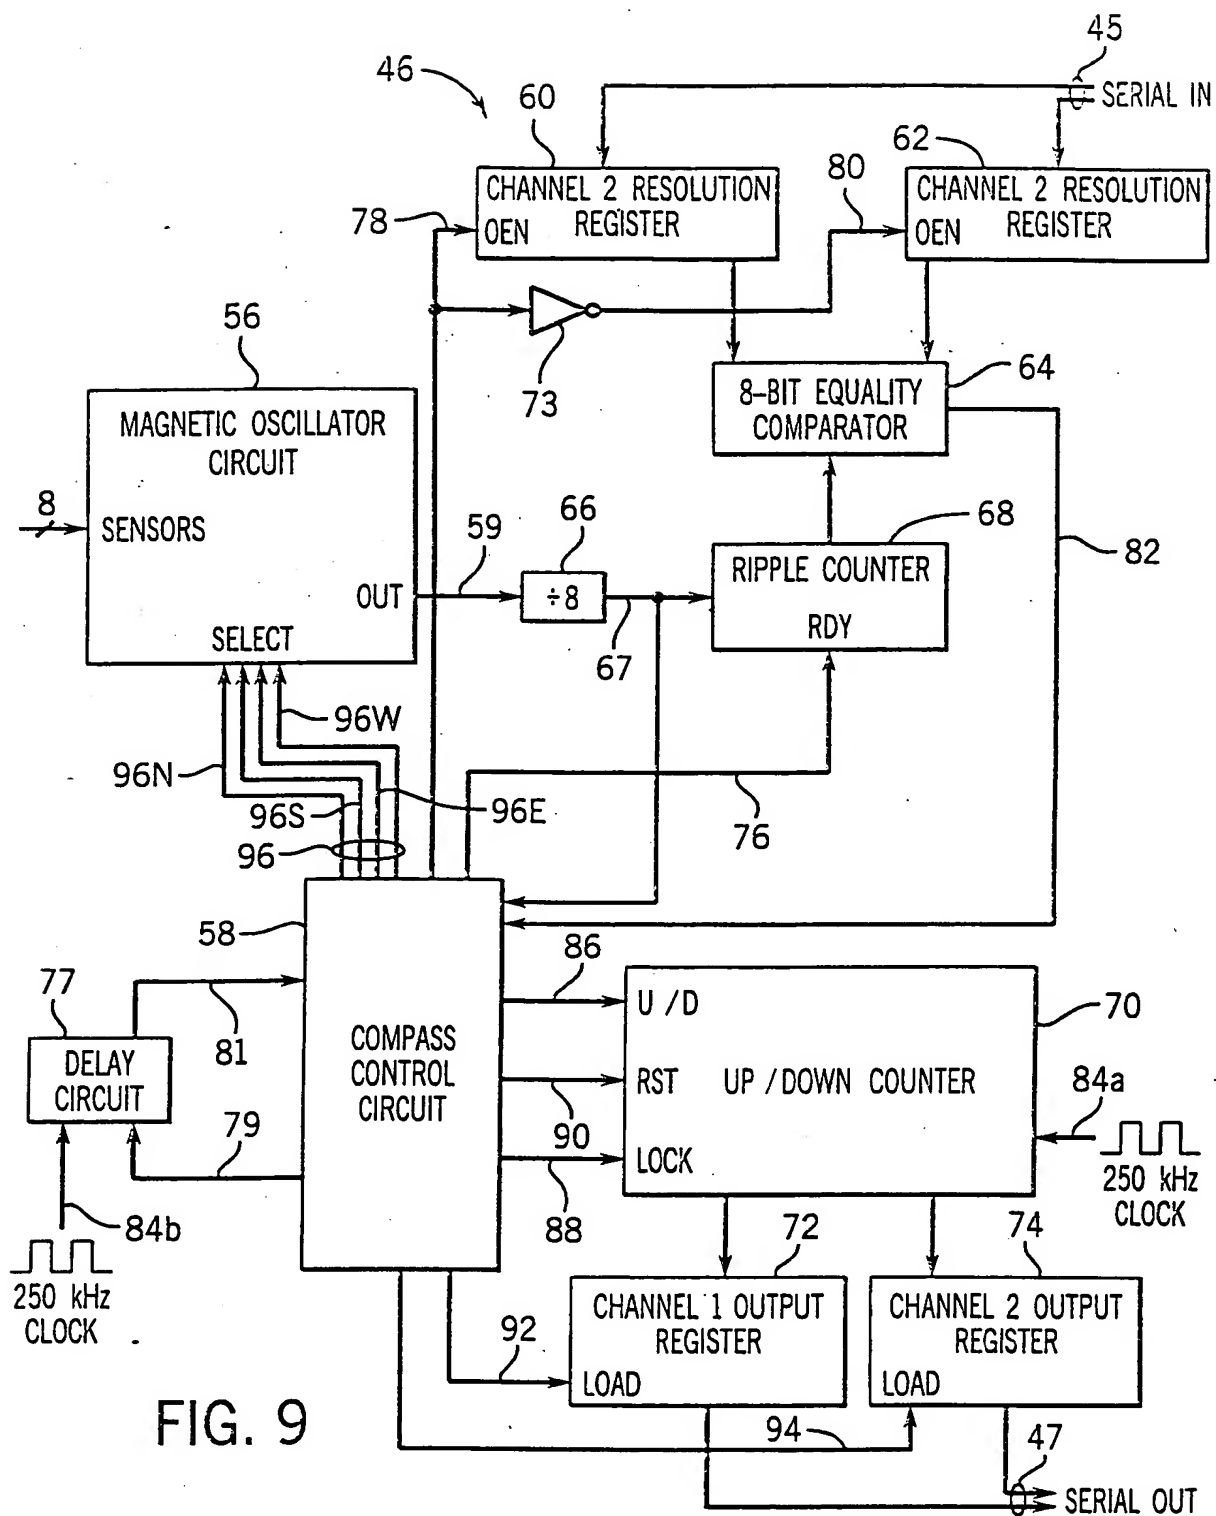 45
46
SERIAL IN
60
62
80
CHANNEL 2 RESOLUTION
REGISTER
OEN
CHANNEL 2 RESOLUTION
REGISTER
OEN
78
56
73
64
8-BIT EQUALITY
COMPARATOR
MAGNETIC OSCILLATOR
CIRCUIT
8
SENSORS
OUT
SELECT
59
66
÷8
67
68
RIPPLE COUNTER
RDY
82
96W
96N
96S
96E
96
76
58
86
77
81
DELAY
CIRCUIT
79
COMPASS
CONTROL
CIRCUIT
U/D
RST
UP/DOWN COUNTER
LOCK
70
84a
90
88
250 kHz
CLOCK
84b
250 kHz
CLOCK
72
74
CHANNEL 1 OUTPUT
REGISTER
LOAD
CHANNEL 2 OUTPUT
REGISTER
LOAD
92
94
47
SERIAL OUT
FIG. 9